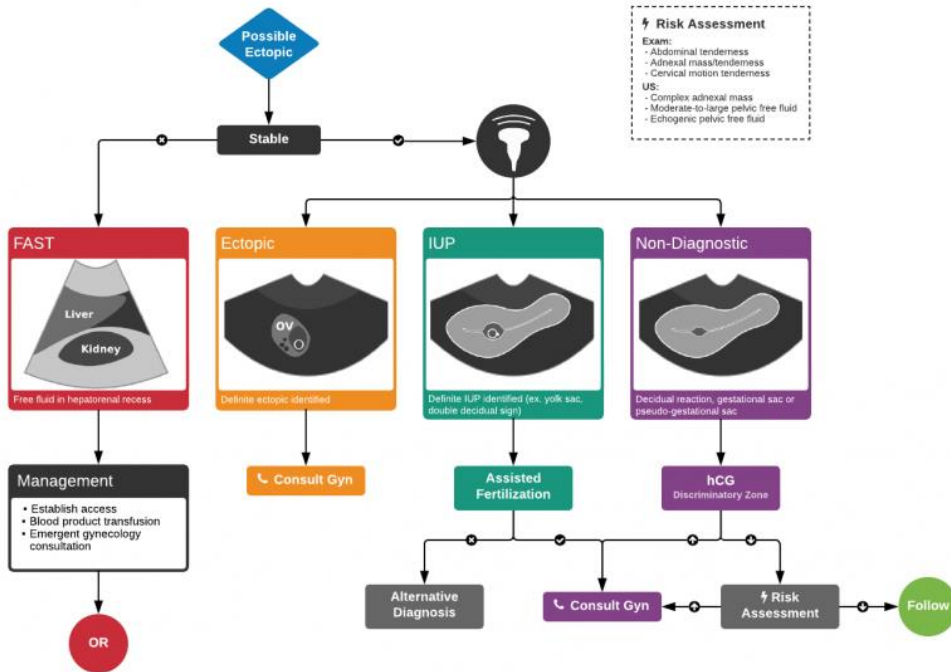 Possible
Ectopic
Risk Assessment
Exam:
- Abdominal tenderness
- Adnexal mass/tenderness
- Cervical motion tenderness
US:
- Complex adnexal mass
- Moderate-to-large pelvic free fluid
- Echogenic pelvic free fluid
Stable
FAST
Liver
Kidney
Free fluid in hepatorenal recess
Ectopic
OV
Definite ectopic identified
IUP
Definite IUP identified (ex. yolk sac,
double decidual sign)
Non-Diagnostic
Decidual reaction, gestational sac or
pseudo-gestational sac
Management
• Establish access
• Blood product transfusion
• Emergent gynecology
consultation
Consult Gyn
Assisted
Fertilization
hCG
Discriminatory Zone
Alternative
Diagnosis
Consult Gyn
Risk
Assessment
Follow
OR